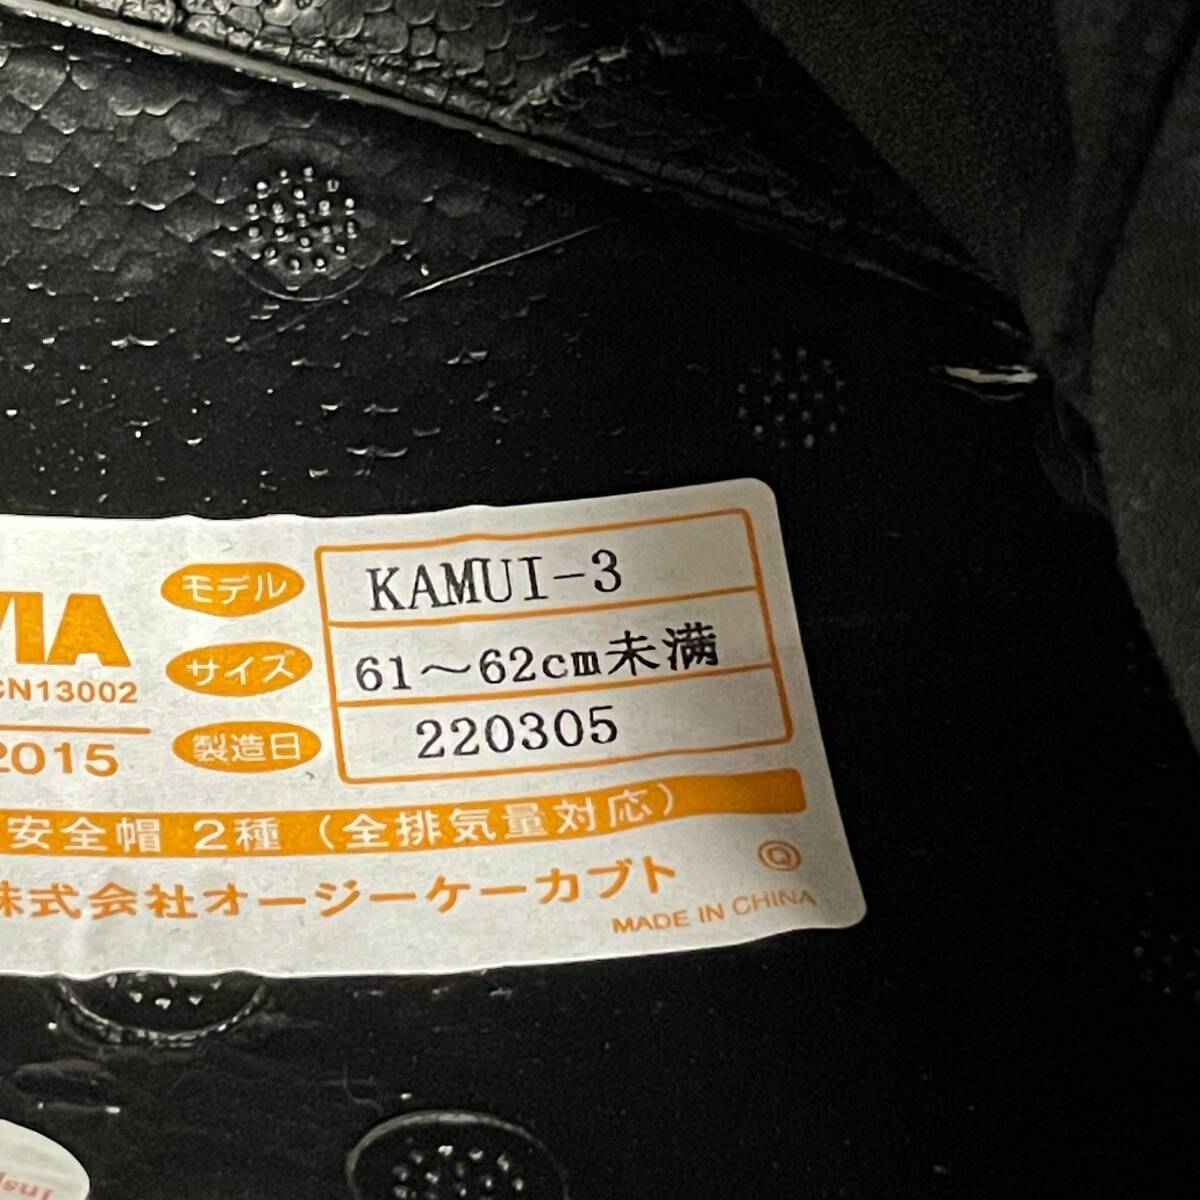 VIA
モデル KAMUI-3
サイズ 61～62cm未満
CN13002
製造日 220305
2015
安全帽 2種（全排気量対応）
株式会社オージーケーカブト
Q
MADE IN CHINA
Insp